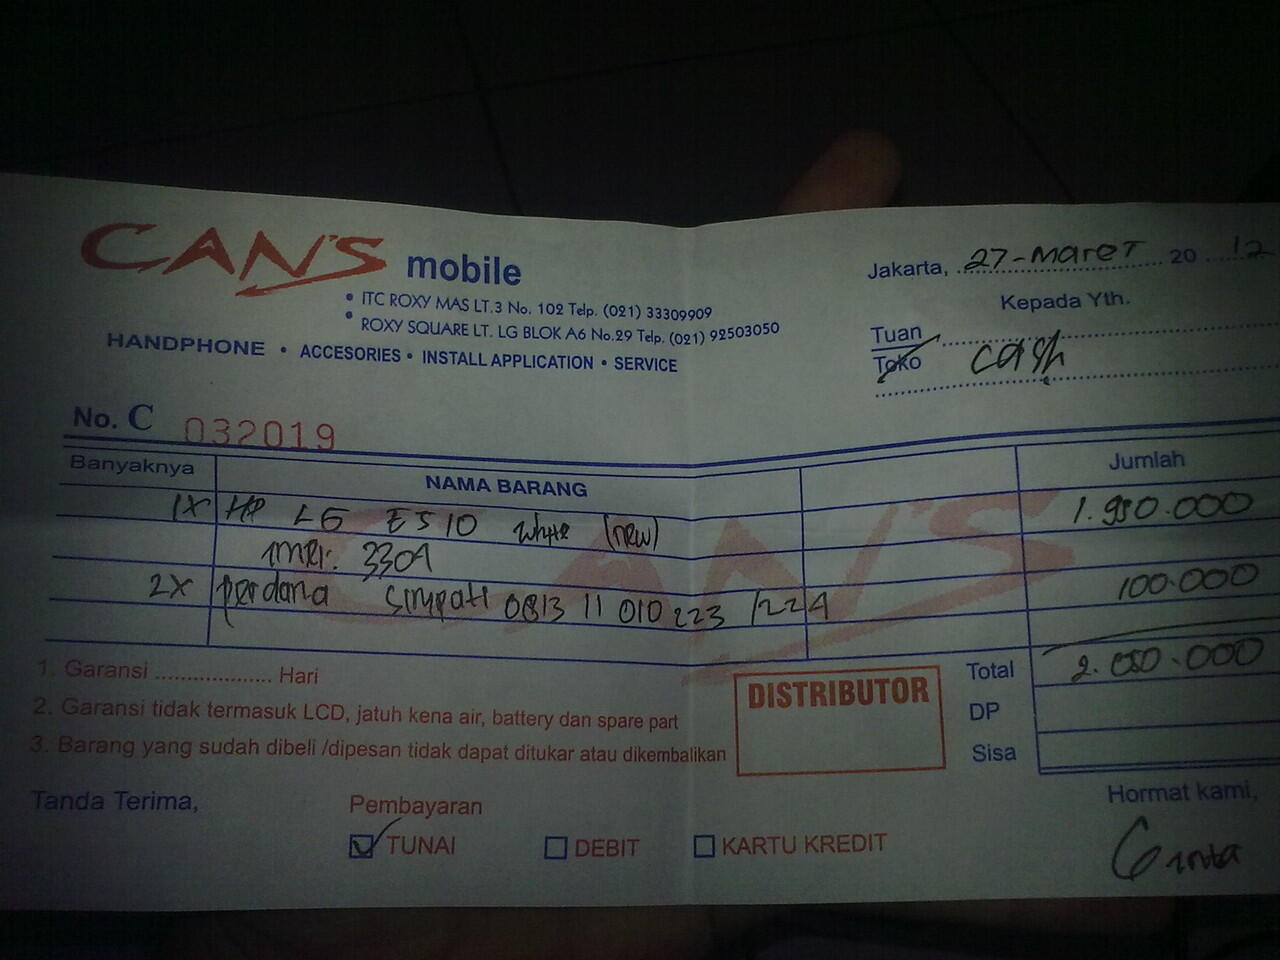 CAN'S mobile
• ITC ROXY MAS LT.3 No. 102 Telp. (021) 33309909
• ROXY SQUARE LT. LG BLOK A6 No.29 Telp. (021) 92503050
HANDPHONE • ACCESORIES • INSTALL APPLICATION • SERVICE
Jakarta, 27-Maret 20 12
Kepada Yth.
Tuan
Toko cash
No. C 032019
Banyaknya NAMA BARANG Jumlah
1x HP LG E510 white (new) 1.950.000
imei: 3304
2x perdana simpati 0813 11 010 223 /224 100.000
CAN'S
1. Garansi .................... Hari
2. Garansi tidak termasuk LCD, jatuh kena air, battery dan spare part
3. Barang yang sudah dibeli /dipesan tidak dapat ditukar atau dikembalikan
DISTRIBUTOR
Total 2.050.000
DP
Sisa
Tanda Terima,
Pembayaran
TUNAI DEBIT KARTU KREDIT
Hormat kami,